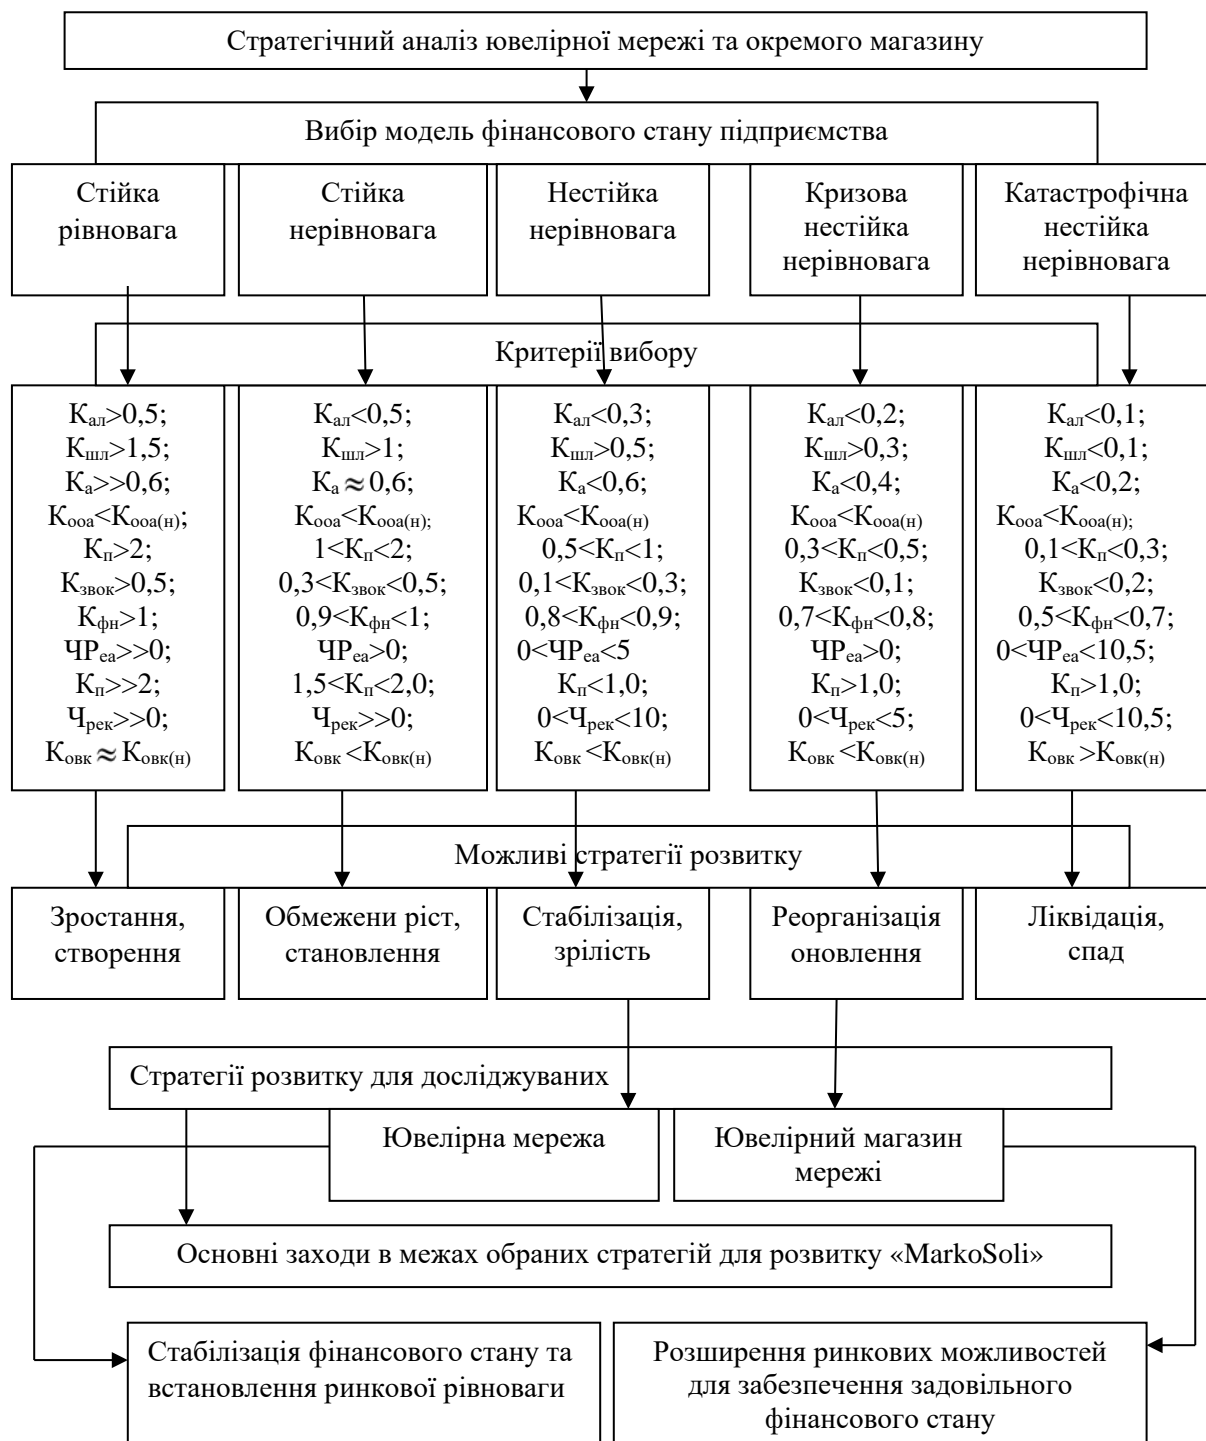 Стратегічний аналіз ювелірної мережі та окремого магазину
Вибір модель фінансового стану підприємства
Стійка
рівновага
Стійка
нерівновага
Нестійка
нерівновага
Кризова
нестійка
нерівновага
Катастрофічна
нестійка
нерівновага
Критерії вибору
Кал>0,5;
Кшл>1,5;
Ка>>0,6;
Кооа<Кооа(н);
Кп>2;
Кзвок>0,5;
Кфн>1;
ЧРеа>>0;
Кп>>2;
Чрек>>0;
Ковк≈Ковк(н)
Кал<0,5;
Кшл>1;
Ка≈0,6;
Кооа<Кооа(н);
1<Кп<2;
0,3<Кзвок<0,5;
0,9<Кфн<1;
ЧРеа>0;
1,5<Кп<2,0;
Чрек>>0;
Ковк <Ковк(н)
Кал<0,3;
Кшл>0,5;
Ка<0,6;
Кооа<Кооа(н)
0,5<Кп<1;
0,1<Кзвок<0,3;
0,8<Кфн<0,9;
0<ЧРеа<5
Кп<1,0;
0<Чрек<10;
Ковк <Ковк(н)
Кал<0,2;
Кшл>0,3;
Ка<0,4;
Кооа<Кооа(н)
0,3<Кп<0,5;
Кзвок<0,1;
0,7<Кфн<0,8;
ЧРеа>0;
Кп>1,0;
0<Чрек<5;
Ковк <Ковк(н)
Кал<0,1;
Кшл<0,1;
Ка<0,2;
Кооа<Кооа(н);
0,1<Кп<0,3;
Кзвок<0,2;
0,5<Кфн<0,7;
0<ЧРеа<10,5;
Кп>1,0;
0<Чрек<10,5;
Ковк >Ковк(н)
Можливі стратегії розвитку
Зростання,
створення
Обмежени ріст,
становлення
Стабілізація,
зрілість
Реорганізація
оновлення
Ліквідація,
спад
Стратегії розвитку для досліджуваних
Ювелірна мережа
Ювелірний магазин
мережі
Основні заходи в межах обраних стратегій для розвитку «MarkoSoli»
Стабілізація фінансового стану та
встановлення ринкової рівноваги
Розширення ринкових можливостей
для забезпечення задовільного
фінансового стану